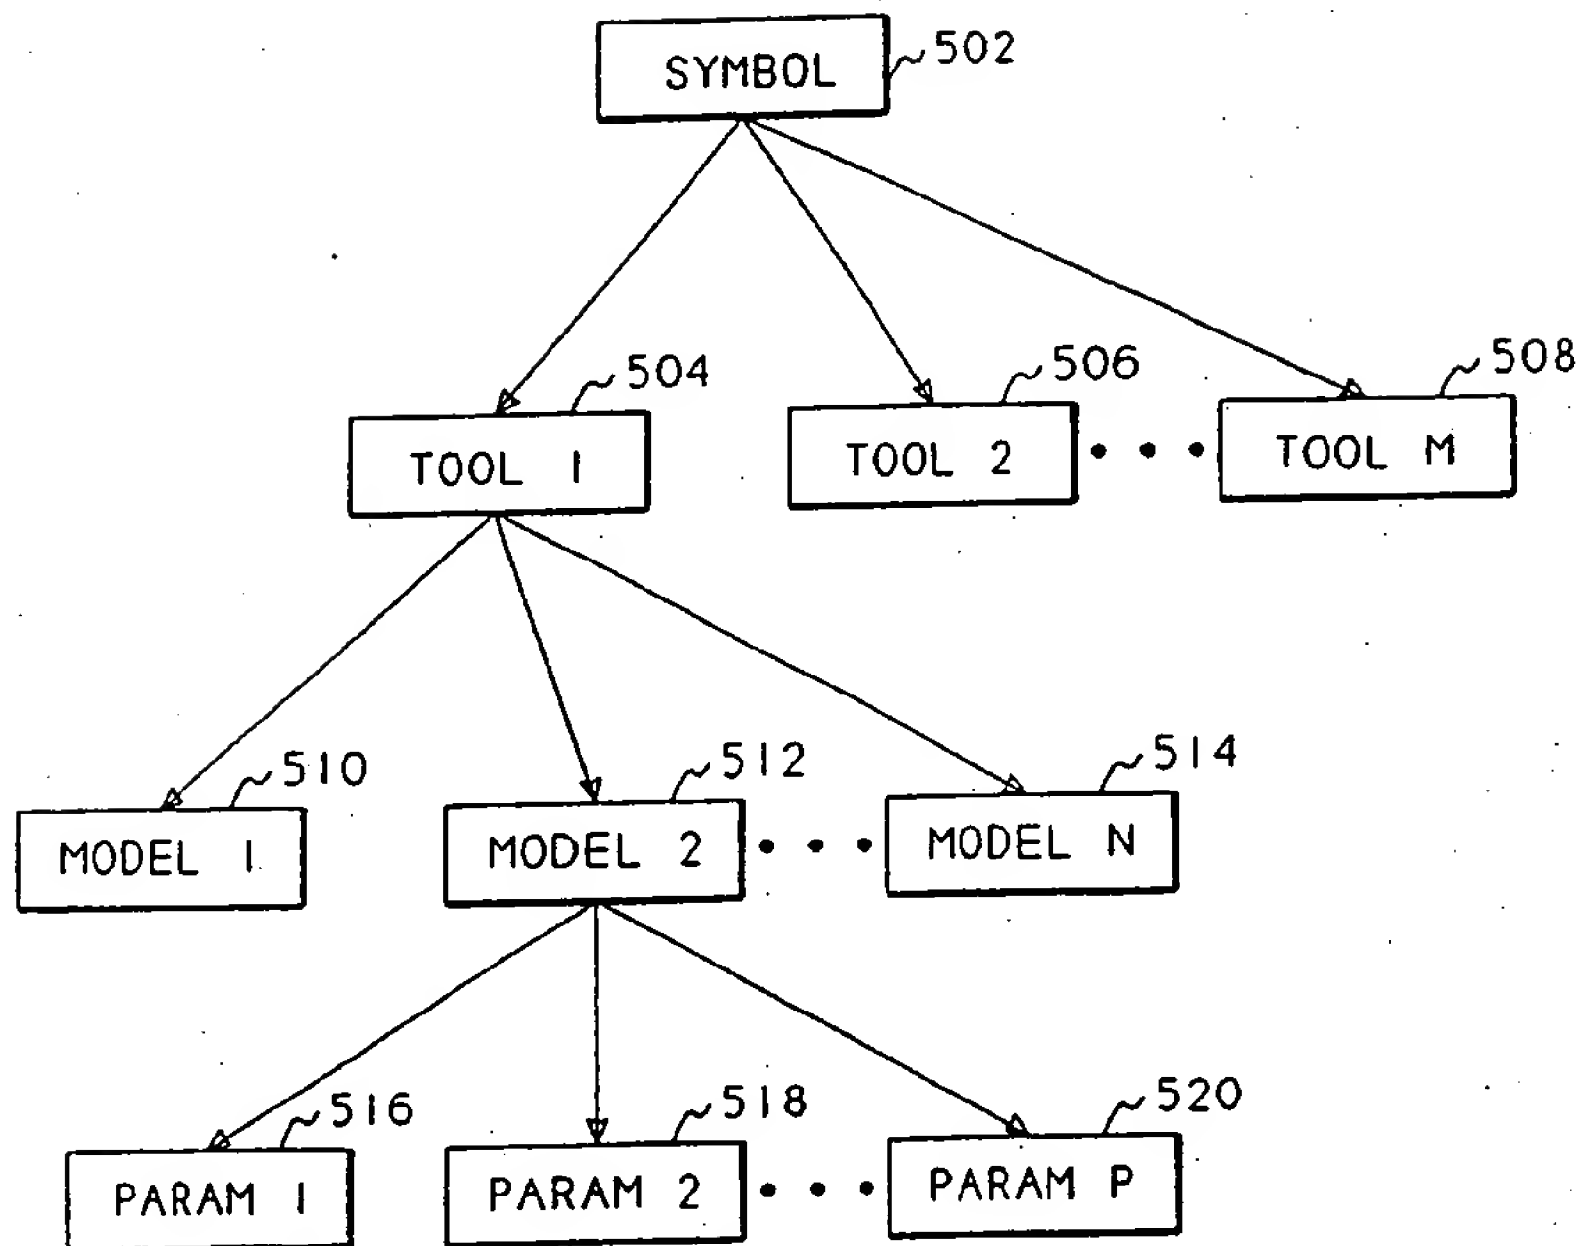 SYMBOL
502
504
506
508
TOOL 1
TOOL 2
TOOL M
510
512
514
MODEL 1
MODEL 2
MODEL N
516
518
520
PARAM 1
PARAM 2
PARAM P